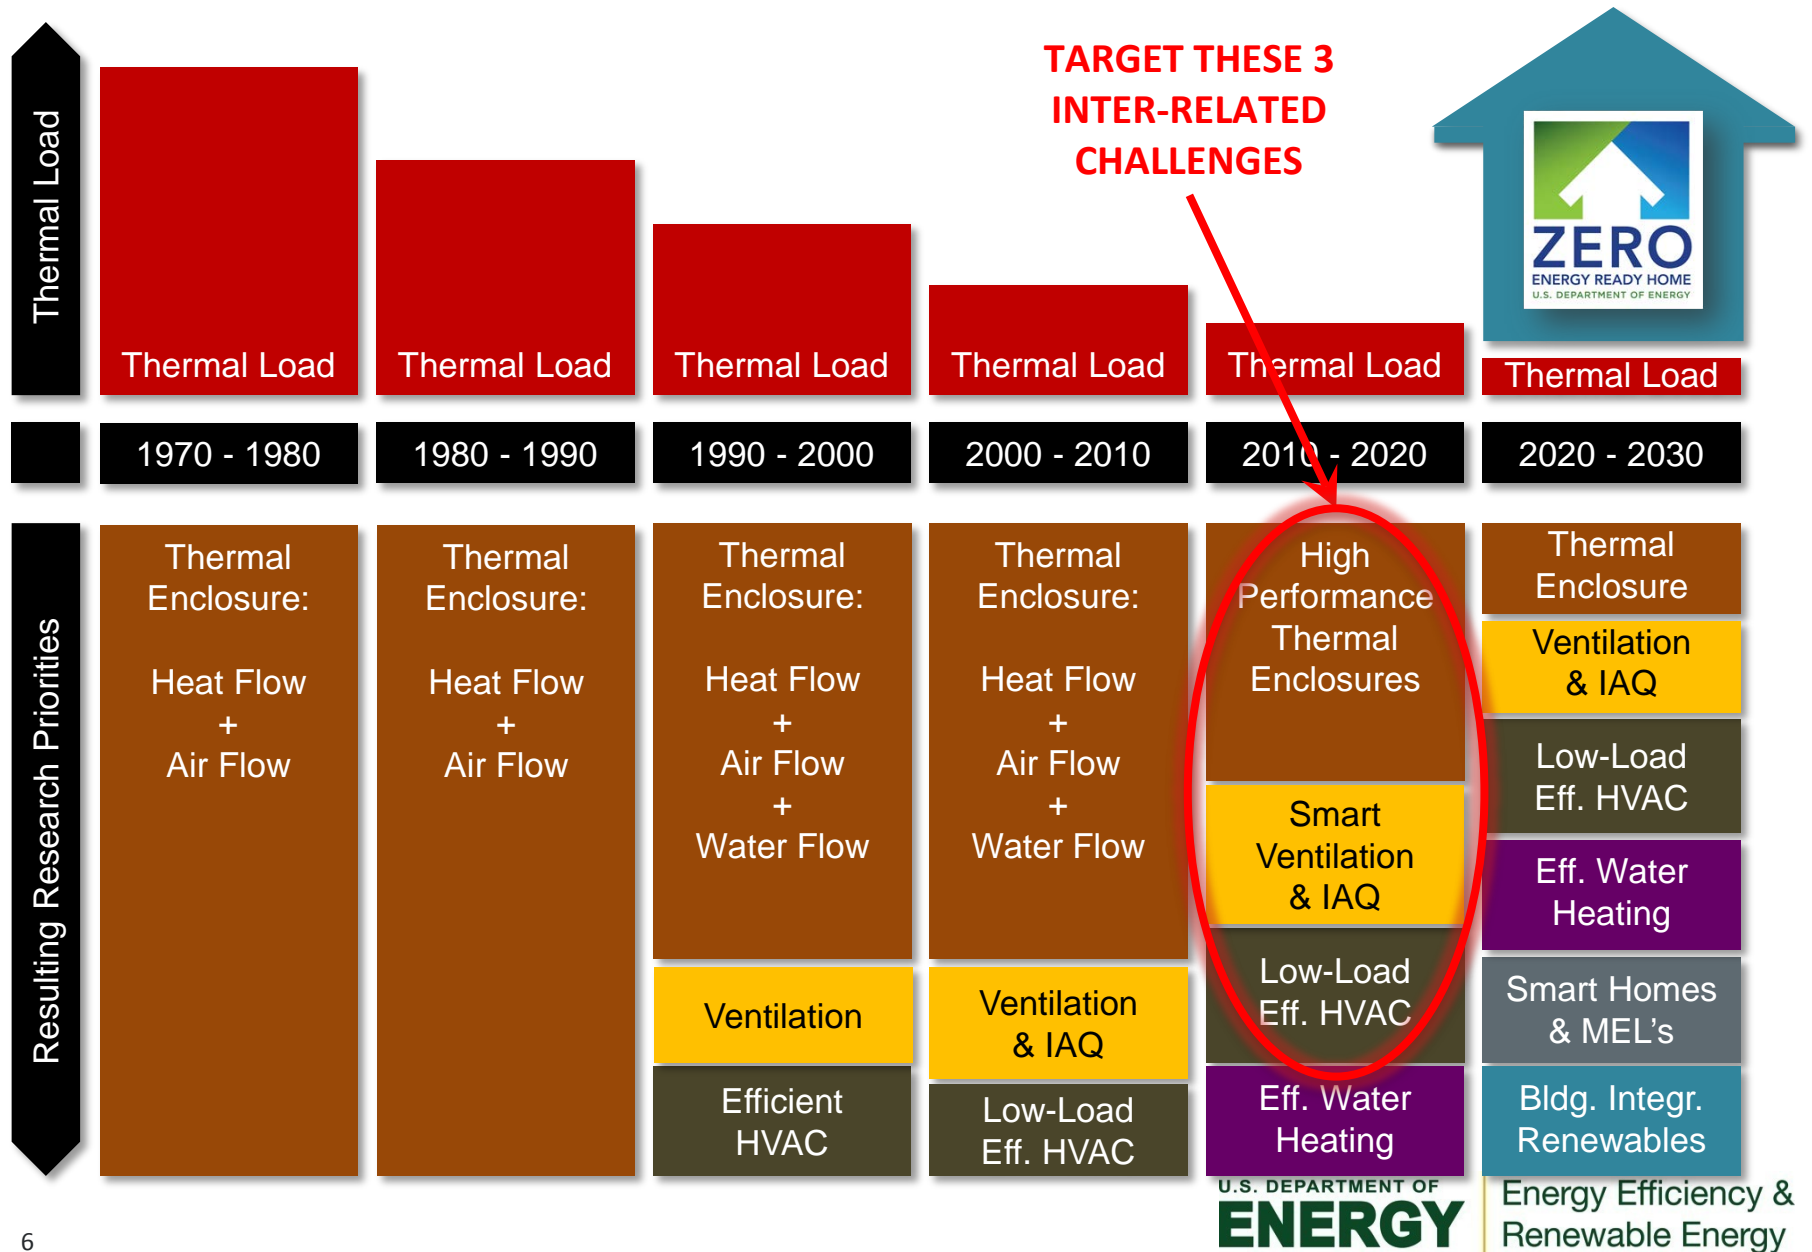 TARGET THESE 3
INTER-RELATED
CHALLENGES
ZERO
ENERGY READY HOME
U.S. DEPARTMENT OF ENERGY
Thermal Load
Thermal Load
Thermal Load
Thermal Load
Thermal Load
Thermal Load
Thermal Load
1970 - 1980
1980 - 1990
1990 - 2000
2000 - 2010
2010 - 2020
2020 - 2030
Resulting Research Priorities
Thermal
Enclosure:
Heat Flow
+
Air Flow
Thermal
Enclosure:
Heat Flow
+
Air Flow
Thermal
Enclosure:
Heat Flow
+
Air Flow
+
Water Flow
Ventilation
Efficient
HVAC
Thermal
Enclosure:
Heat Flow
+
Air Flow
+
Water Flow
Ventilation
& IAQ
Low-Load
Eff. HVAC
High
Performance
Thermal
Enclosures
Smart
Ventilation
& IAQ
Low-Load
Eff. HVAC
Eff. Water
Heating
Thermal
Enclosure
Ventilation
& IAQ
Low-Load
Eff. HVAC
Eff. Water
Heating
Smart Homes
& MEL's
Bldg. Integr.
Renewables
U.S. DEPARTMENT OF
ENERGY
Energy Efficiency &
Renewable Energy
6